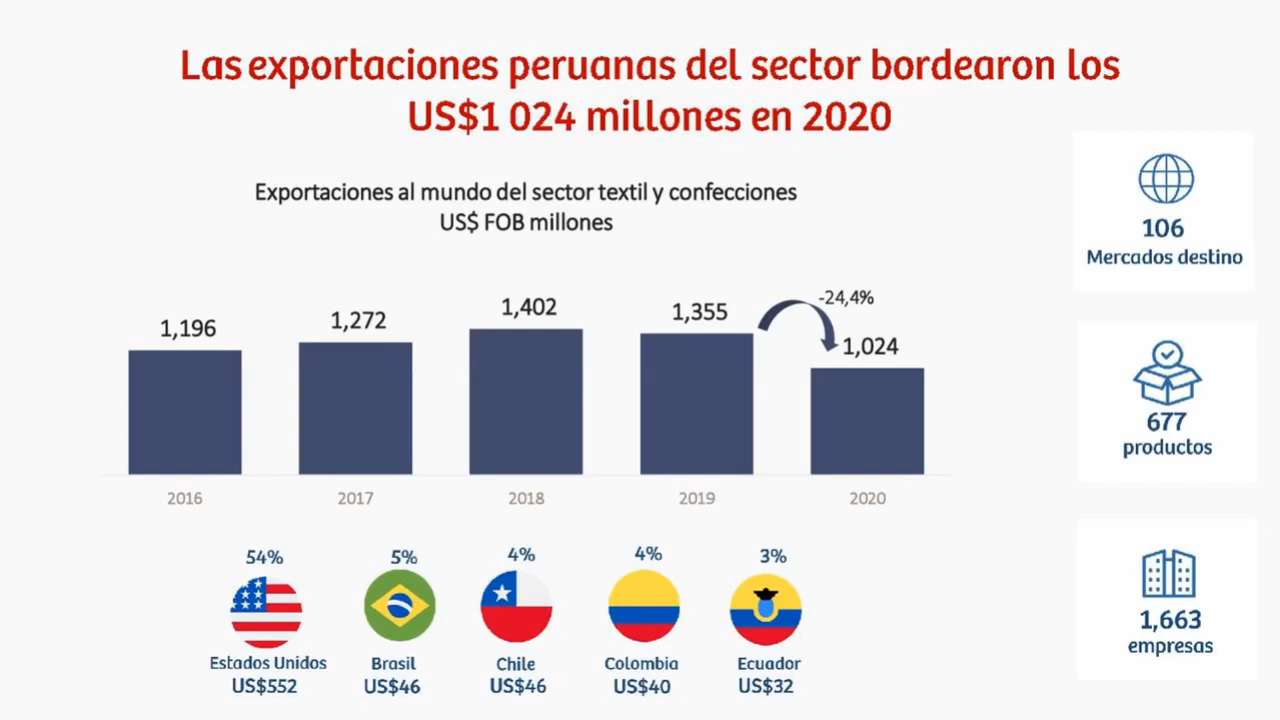 Las exportaciones peruanas del sector bordearon los
US$1 024 millones en 2020
Exportaciones al mundo del sector textil y confecciones
US$ FOB millones
1,196
1,272
1,402
1,355
-24,4%
1,024
2016
2017
2018
2019
2020
54%
5%
4%
4%
3%
Estados Unidos
US$552
Brasil
US$46
Chile
US$46
Colombia
US$40
Ecuador
US$32
106
Mercados destino
677
productos
1,663
empresas